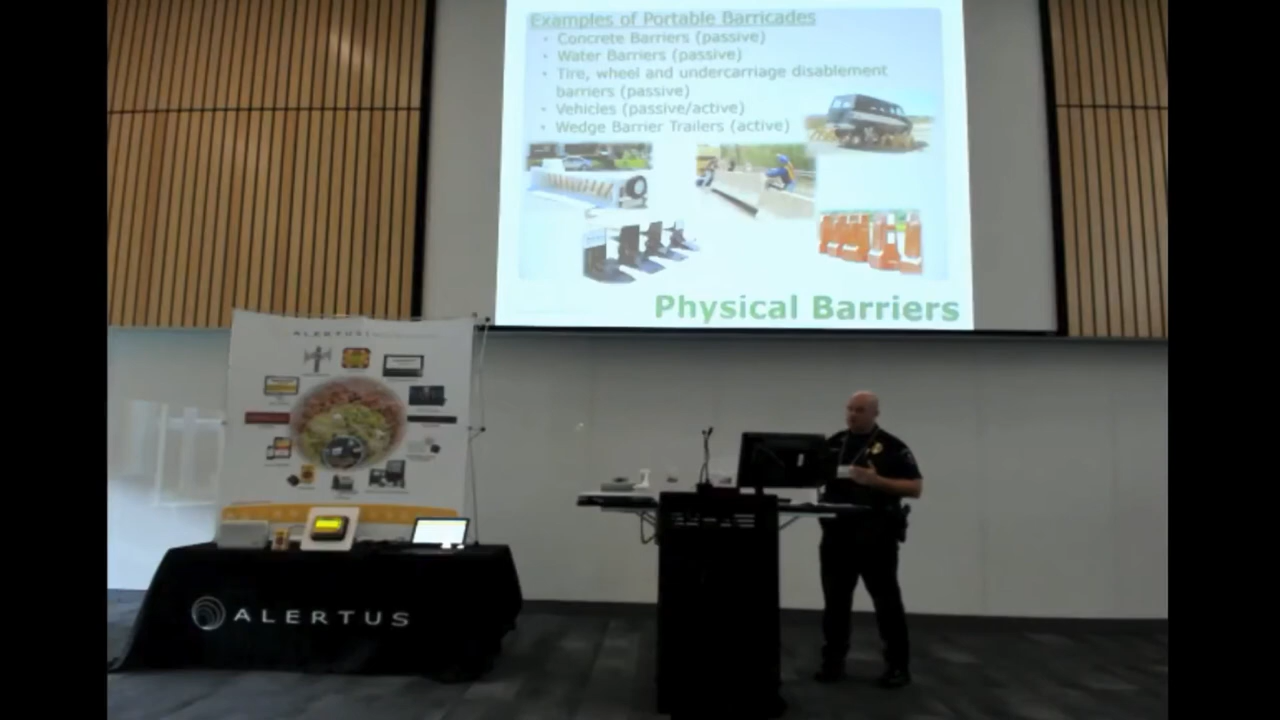 Examples of Portable Barricades
• Concrete Barriers (passive)
• Water Barriers (passive)
• Tire, wheel and undercarriage disablement
barriers (passive)
• Vehicles (passive/active)
• Wedge Barrier Trailers (active)
Physical Barriers
ALERTUS
ALERTUS